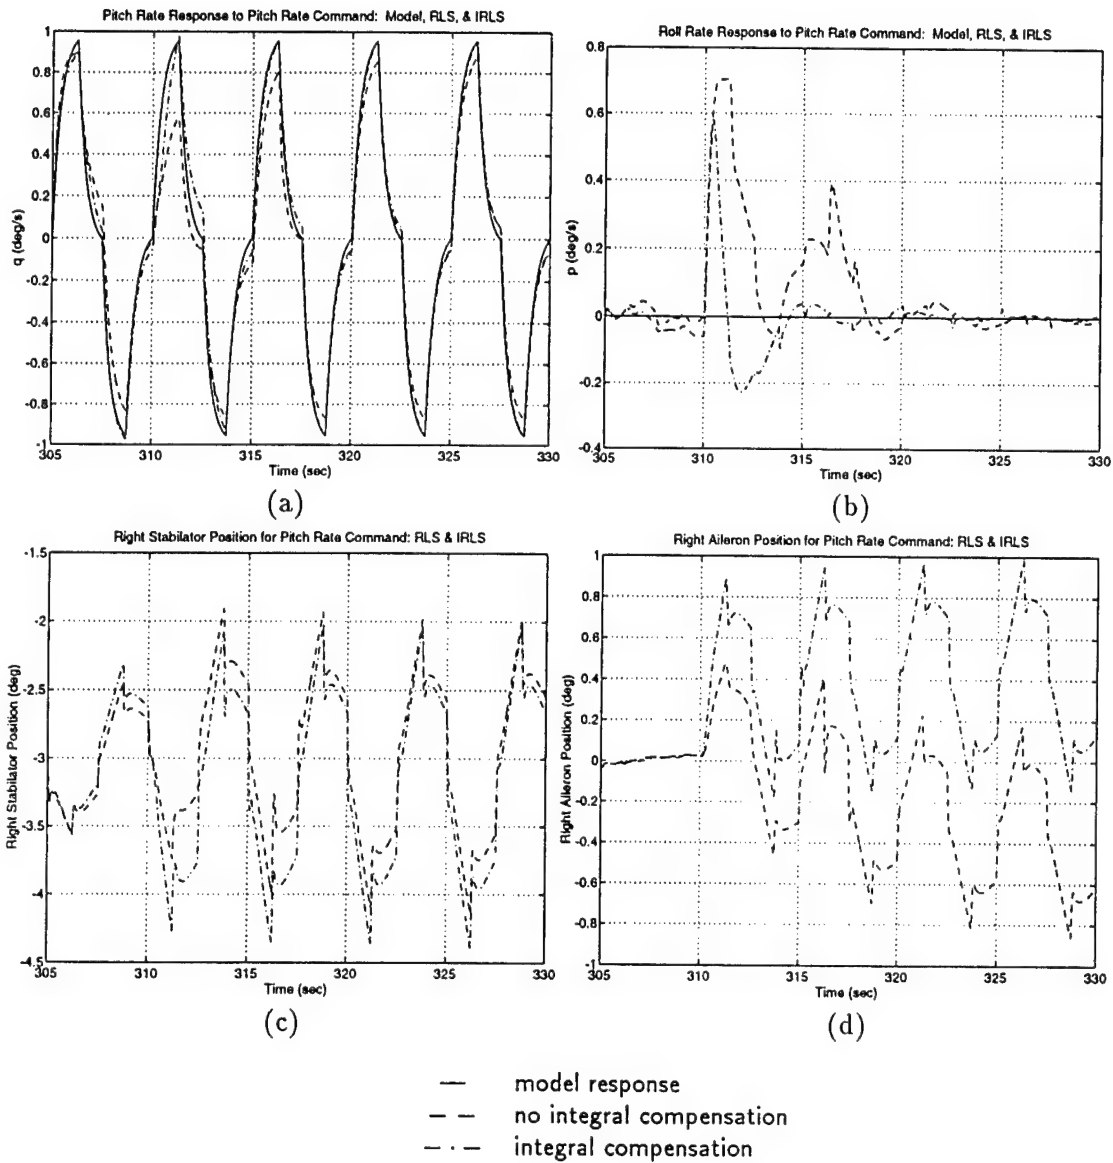 Pitch Rate Response to Pitch Rate Command: Model, RLS, & IRLS
1
0.8
0.6
0.4
0.2
0
-0.2
-0.4
-0.6
-0.8
-1
q (deg/s)
305 310 315 320 325 330
Time (sec)
(a)
Roll Rate Response to Pitch Rate Command: Model, RLS, & IRLS
0.8
0.6
0.4
0.2
0
-0.2
-0.4
p (deg/s)
305 310 315 320 325 330
Time (sec)
(b)
Right Stabilator Position for Pitch Rate Command: RLS & IRLS
-1.5
-2
-2.5
-3
-3.5
-4
-4.5
Right Stabilator Position (deg)
305 310 315 320 325 330
Time (sec)
(c)
Right Aileron Position for Pitch Rate Command: RLS & IRLS
1
0.8
0.6
0.4
0.2
0
-0.2
-0.4
-0.6
-0.8
-1
Right Aileron Position (deg)
305 310 315 320 325 330
Time (sec)
(d)
model response
no integral compensation
integral compensation